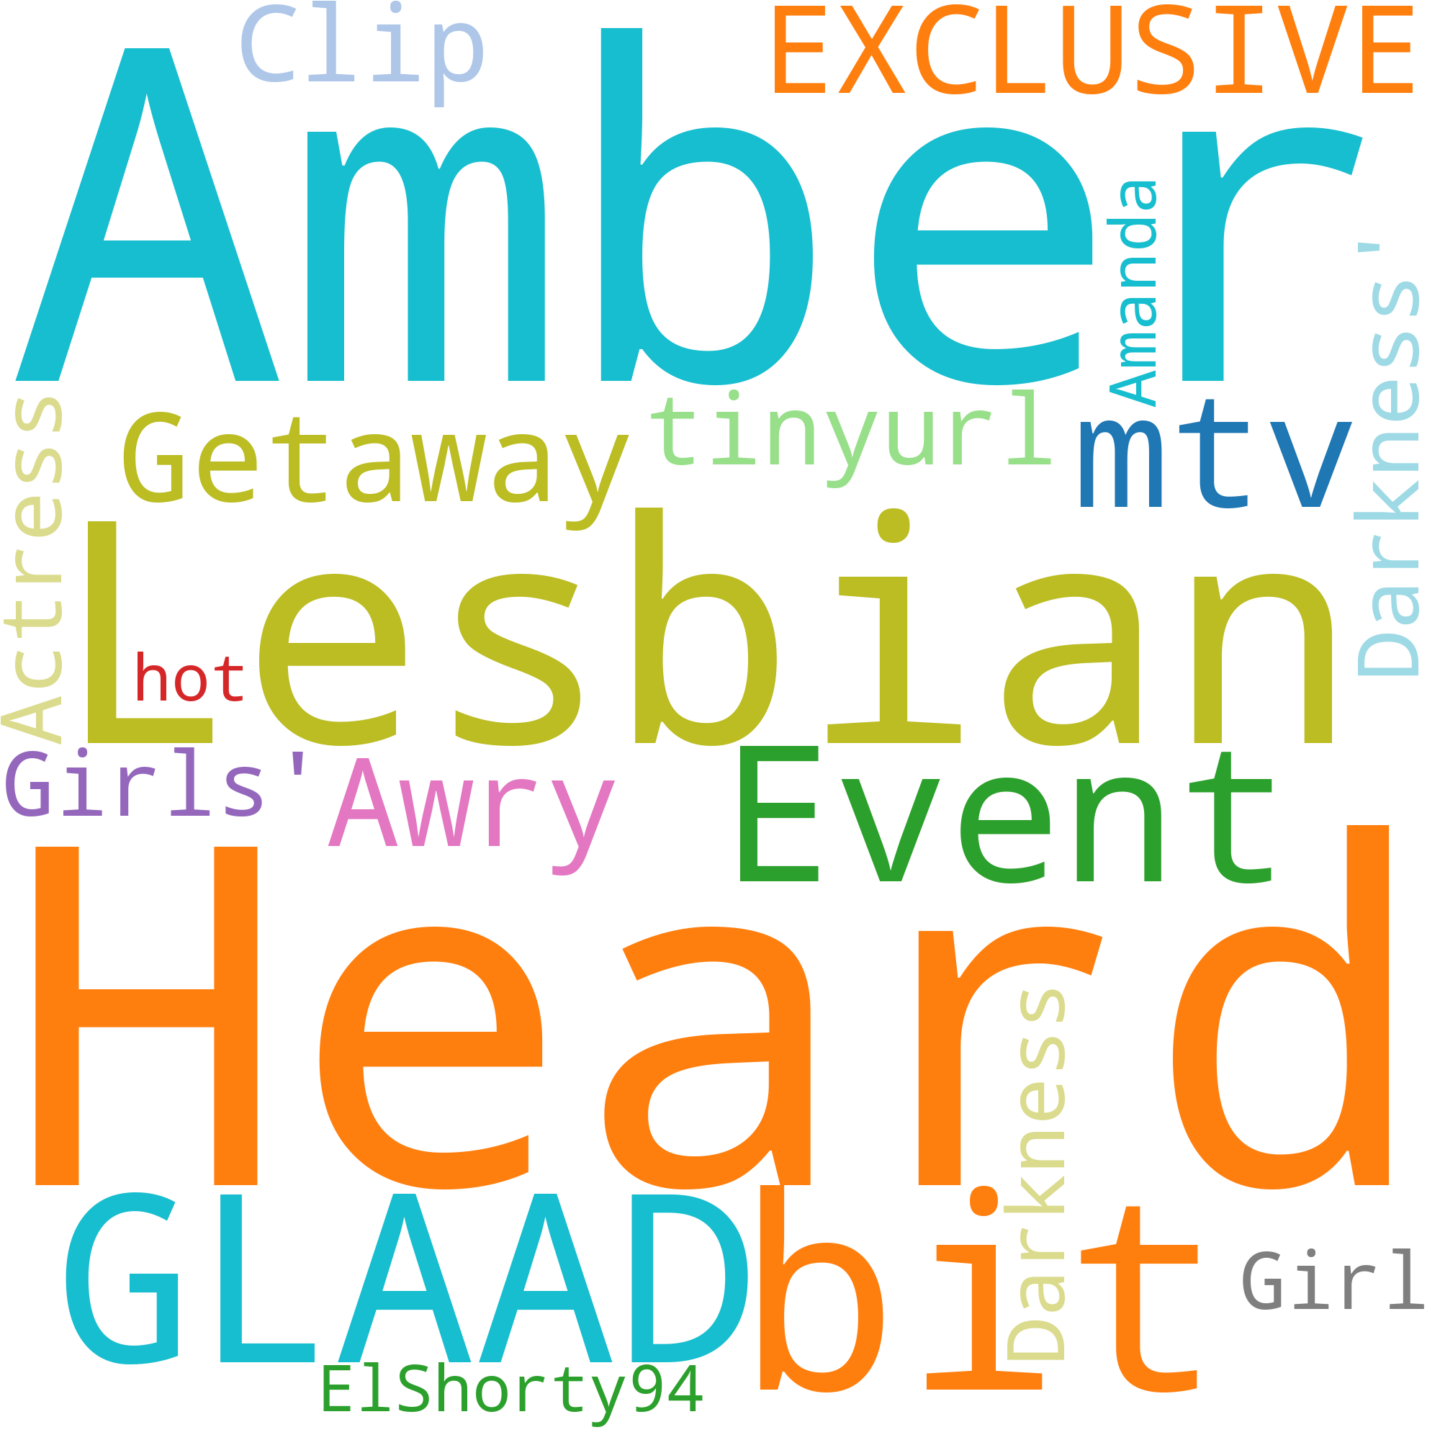 Clip
EXCLUSIVE
Amber
Amanda
Darkness'
Actress
Getaway
tinyurl
mtv
Lesbian
hot
Girls'
Awry
Event
Heard
Darkness
GLAAD
bit
Girl
ElShorty94